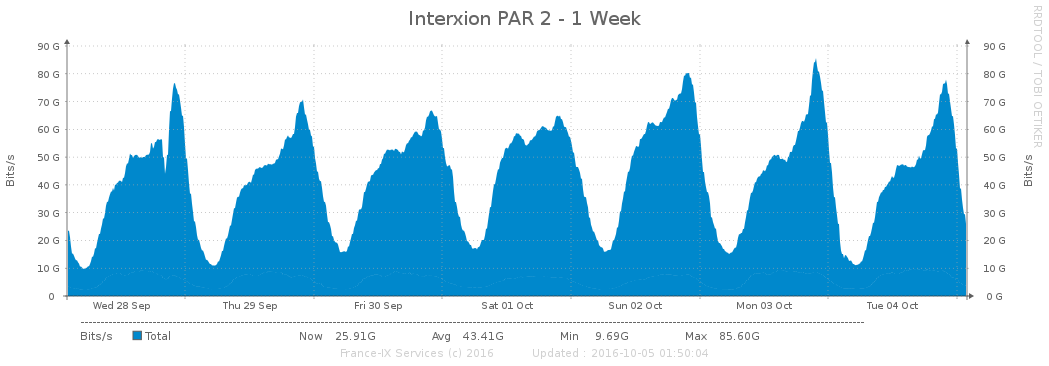 Interxion PAR 2 - 1 Week
RRDTOOL / TOBI OETIKER
Bits/s
Bits/s
90 G 90 G
80 G 80 G
70 G 70 G
60 G 60 G
50 G 50 G
40 G 40 G
30 G 30 G
20 G 20 G
10 G 10 G
0 0 G
Wed 28 Sep Thu 29 Sep Fri 30 Sep Sat 01 Oct Sun 02 Oct Mon 03 Oct Tue 04 Oct
Bits/s Total Now 25.91G Avg 43.41G Min 9.69G Max 85.60G
France-IX Services (c) 2016 Updated : 2016-10-05 01:50:04